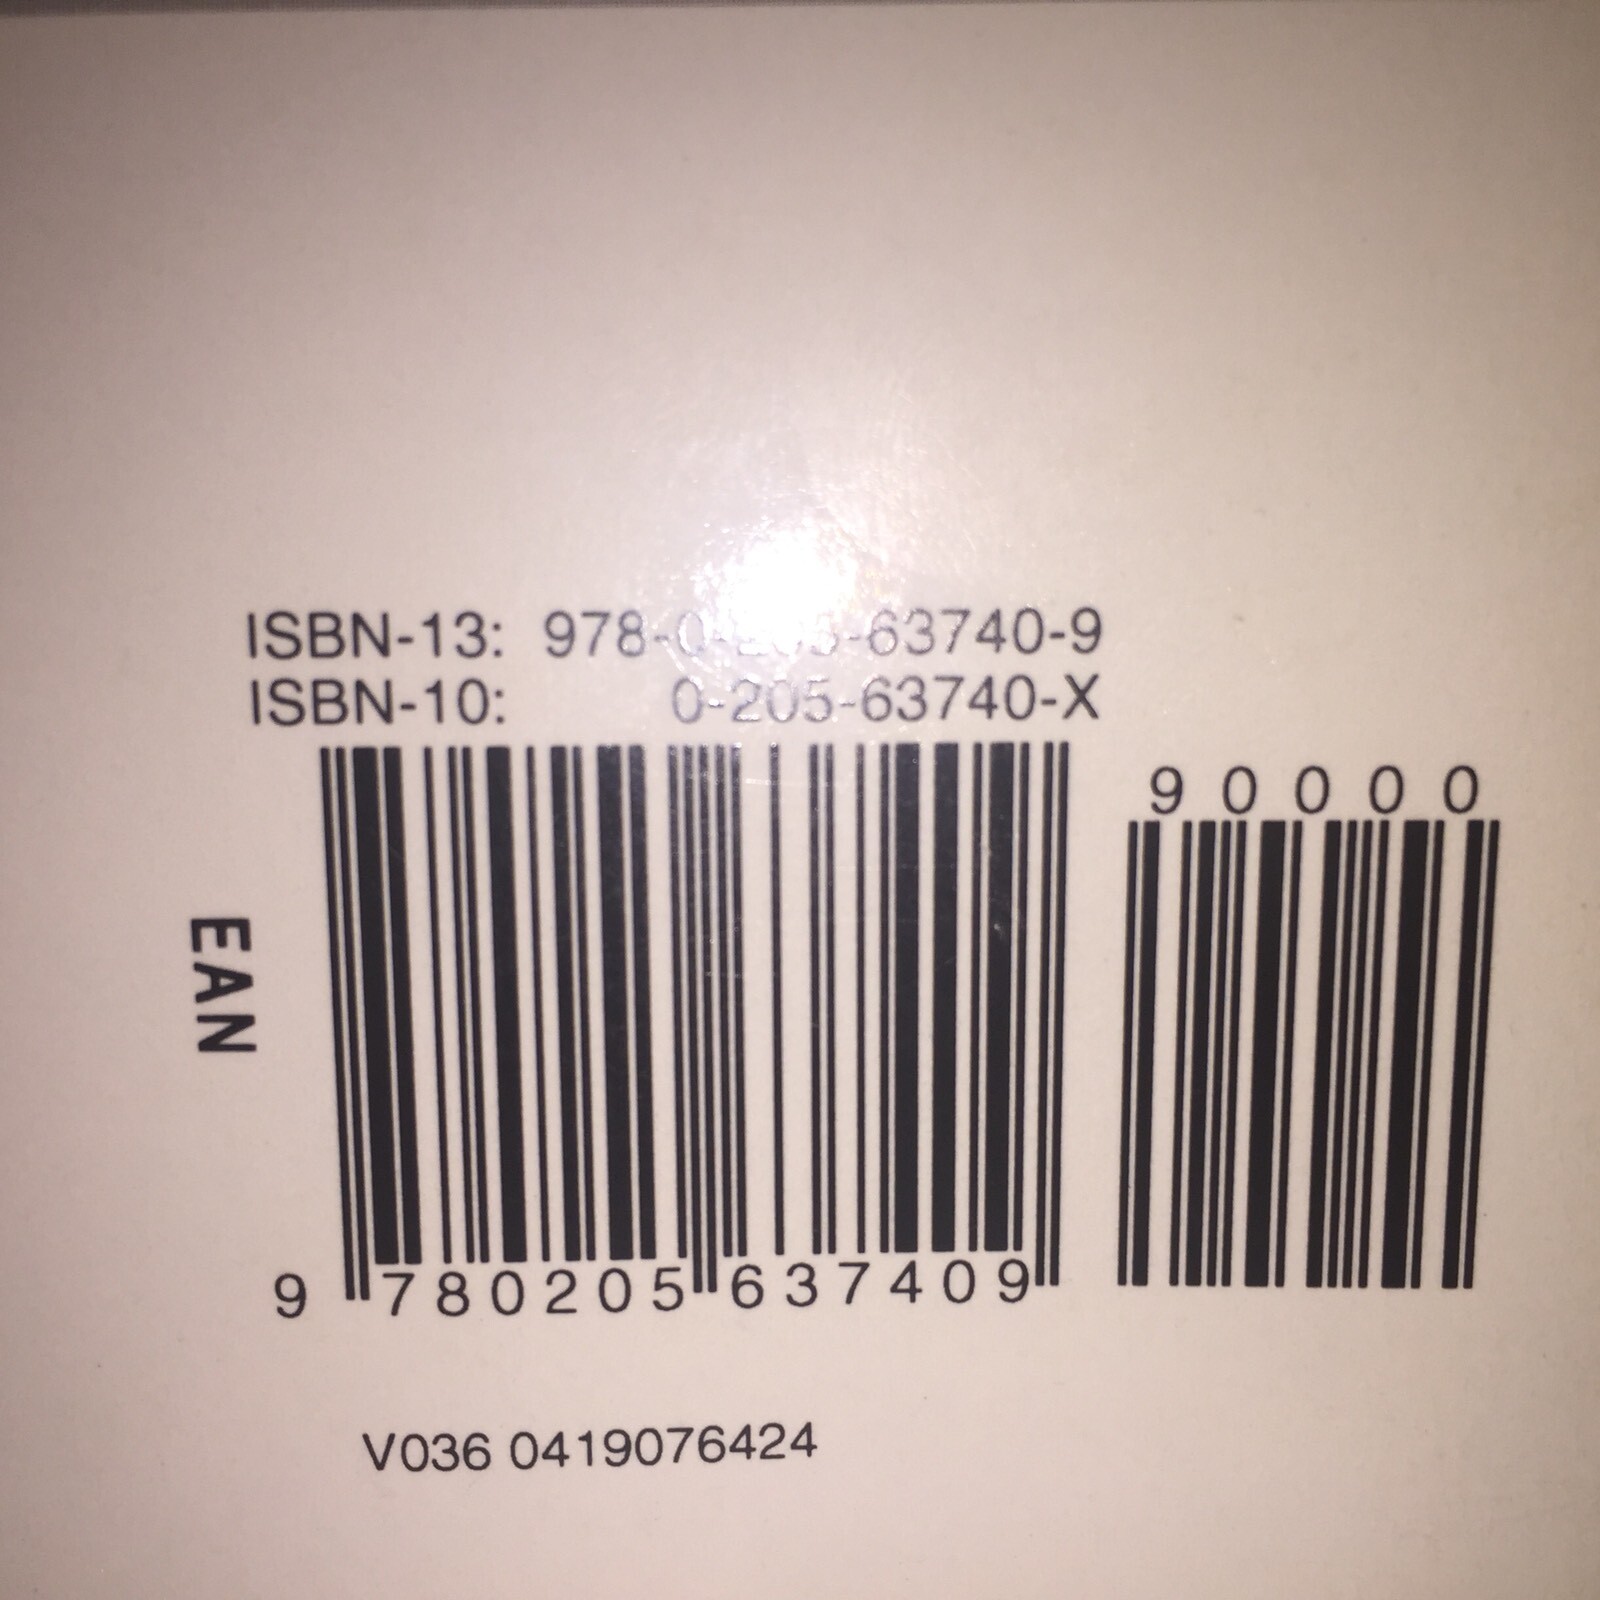 ISBN-13: 978-0-205-63740-9
ISBN-10: 0-205-63740-X
90000
EAN
9 780205 637409
V036 0419076424